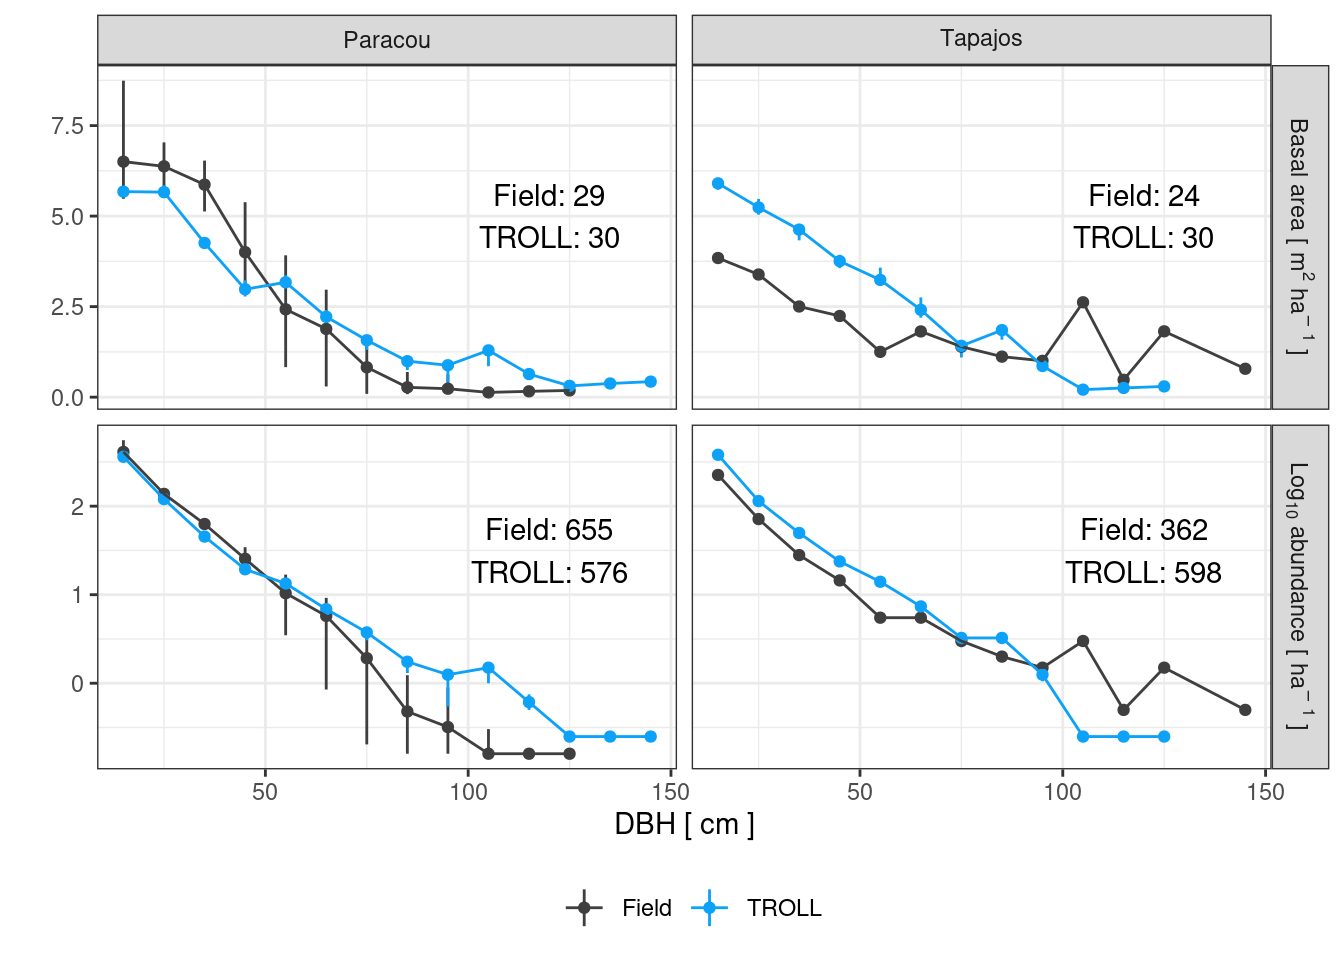 Paracou
Tapajos
7.5
5.0
2.5
0.0
Field: 29
TROLL: 30
Field: 24
TROLL: 30
Basal area [ m² ha⁻¹ ]
2
1
0
Field: 655
TROLL: 576
Field: 362
TROLL: 598
Log₁₀ abundance [ ha⁻¹ ]
50
100
150
50
100
150
DBH [ cm ]
Field
TROLL